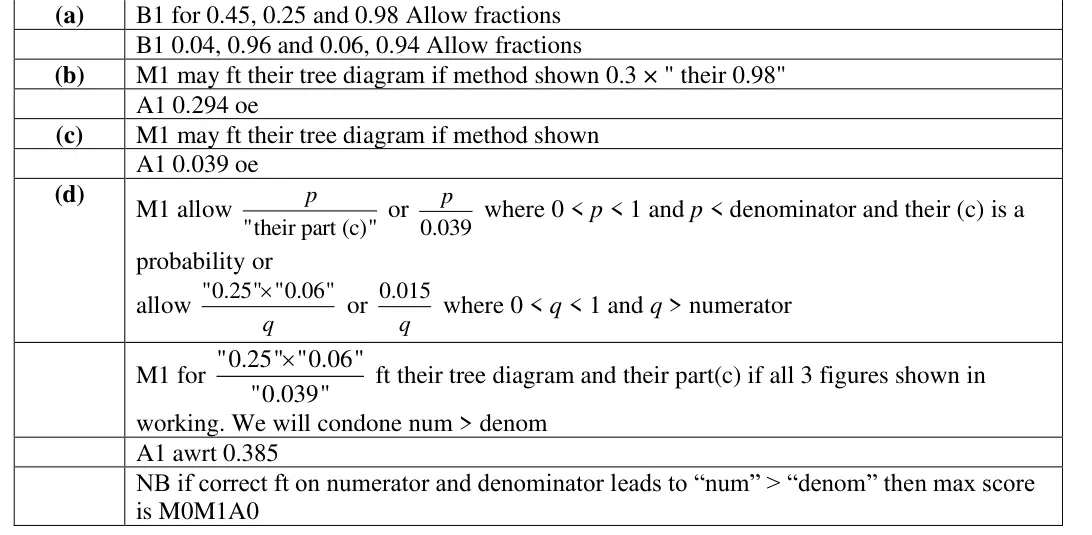 (a) B1 for 0.45, 0.25 and 0.98 Allow fractions
B1 0.04, 0.96 and 0.06, 0.94 Allow fractions
(b) M1 may ft their tree diagram if method shown 0.3 × " their 0.98"
A1 0.294 oe
(c) M1 may ft their tree diagram if method shown
A1 0.039 oe
(d) M1 allow p / "their part (c)" or p / 0.039 where 0 < p < 1 and p < denominator and their (c) is a
probability or
allow "0.25"×"0.06" / q or 0.015 / q where 0 < q < 1 and q > numerator
M1 for "0.25"×"0.06" / "0.039" ft their tree diagram and their part(c) if all 3 figures shown in
working. We will condone num > denom
A1 awrt 0.385
NB if correct ft on numerator and denominator leads to “num” > “denom” then max score
is M0M1A0